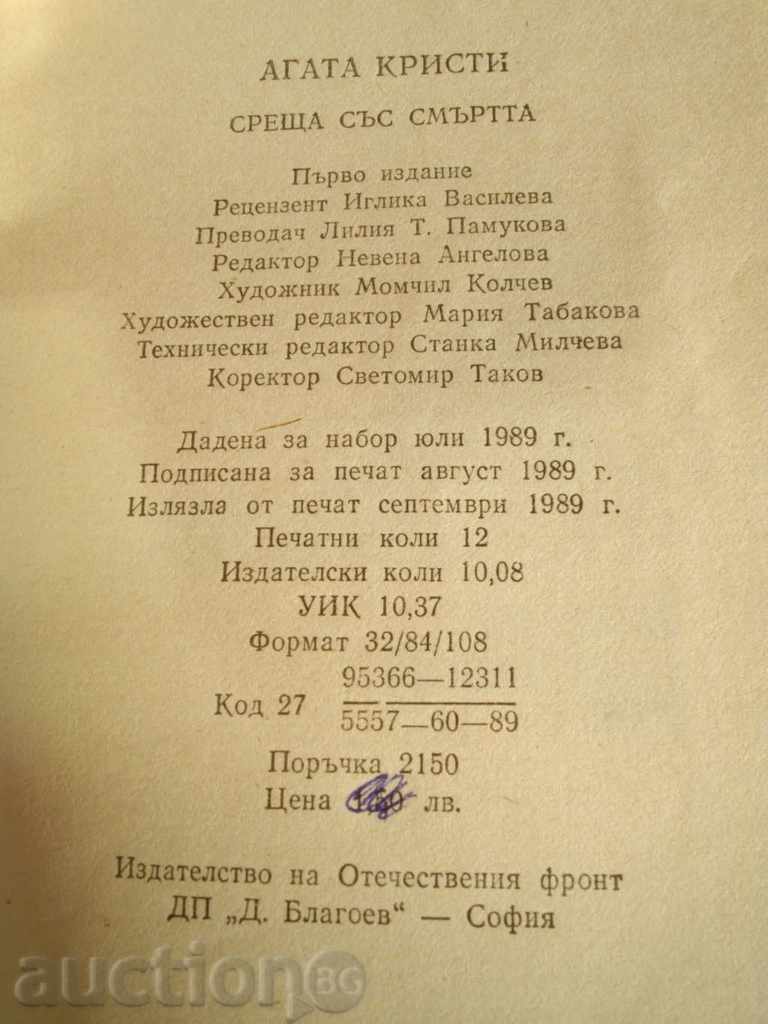 АГАТА КРИСТИ
СРЕЩА СЪС СМЪРТТА
Първо издание
Рецензент Иглика Василева
Преводач Лилия Т. Памукова
Редактор Невена Ангелова
Художник Момчил Колчев
Художествен редактор Мария Табакова
Технически редактор Станка Милчева
Коректор Светомир Таков
Дадена за набор юли 1989 г.
Подписана за печат август 1989 г.
Излязла от печат септември 1989 г.
Печатни коли 12
Издателски коли 10,08
УИК 10,37
Формат 32/84/108
95366—12311
Код 27
5557—60—89
Поръчка 2150
Цена лв.
Издателство на Отечествения фронт
ДП „Д. Благоев“ — София
auction BG